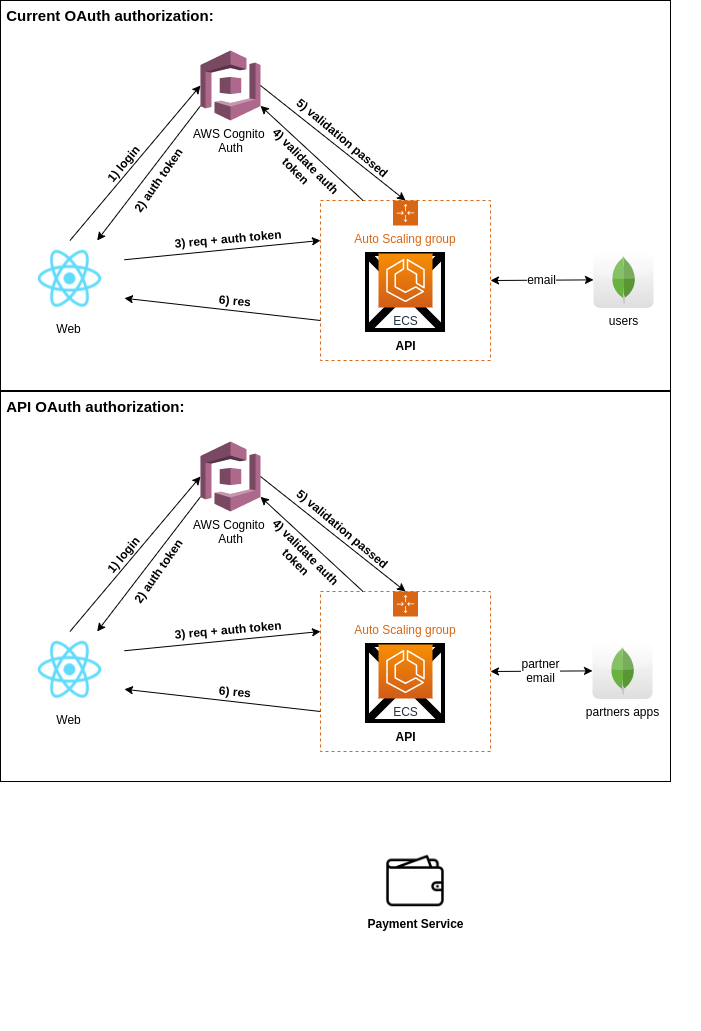 Current OAuth authorization:
AWS Cognito
Auth
1) login
2) auth token
5) validation passed
4) validate auth
token
3) req + auth token
6) res
Web
Auto Scaling group
ECS
API
email
users
API OAuth authorization:
AWS Cognito
Auth
1) login
2) auth token
5) validation passed
4) validate auth
token
3) req + auth token
6) res
Web
Auto Scaling group
ECS
API
partner
email
partners apps
Payment Service